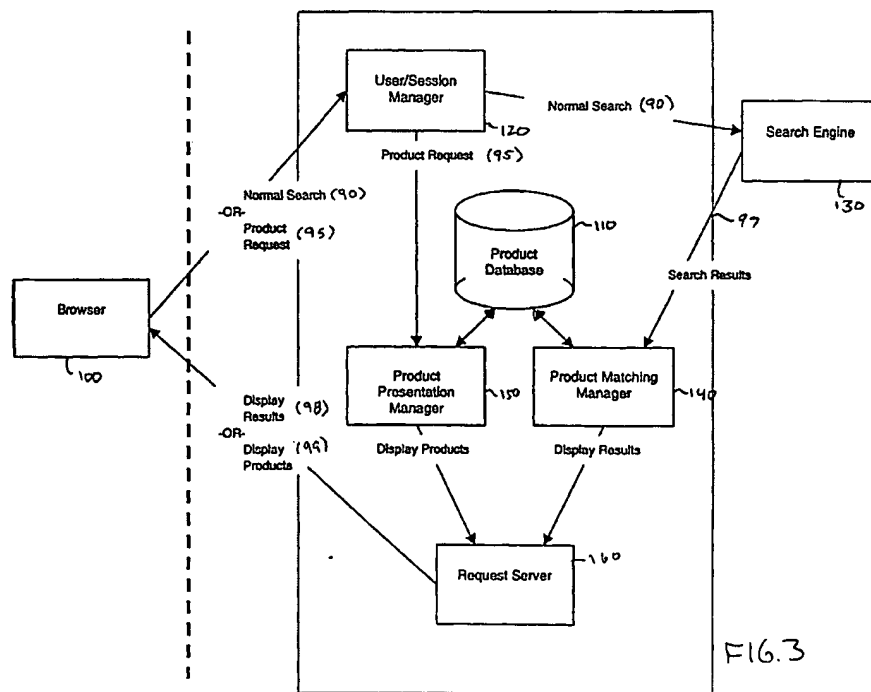 User/Session
Manager
120
Normal Search (90)
Search Engine
130
Product Request (95)
Normal Search (90)
-OR-
Product (95)
Request
Product
Database
110
97
Search Results
Browser
100
Product
Presentation
Manager
150
Product Matching
Manager
140
Display
Results (98)
-OR-
Display (99)
Products
Display Products
Display Results
Request Server
160
FIG.3